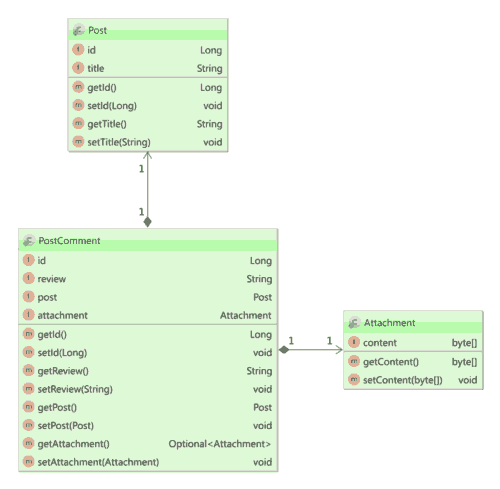 Post
id Long
title String
getId() Long
setId(Long) void
getTitle() String
setTitle(String) void
1
1
PostComment
id Long
review String
post Post
attachment Attachment
getId() Long
setId(Long) void
getReview() String
setReview(String) void
getPost() Post
setPost(Post) void
getAttachment() Optional<Attachment>
setAttachment(Attachment) void
1 1
Attachment
content byte[]
getContent() byte[]
setContent(byte[]) void